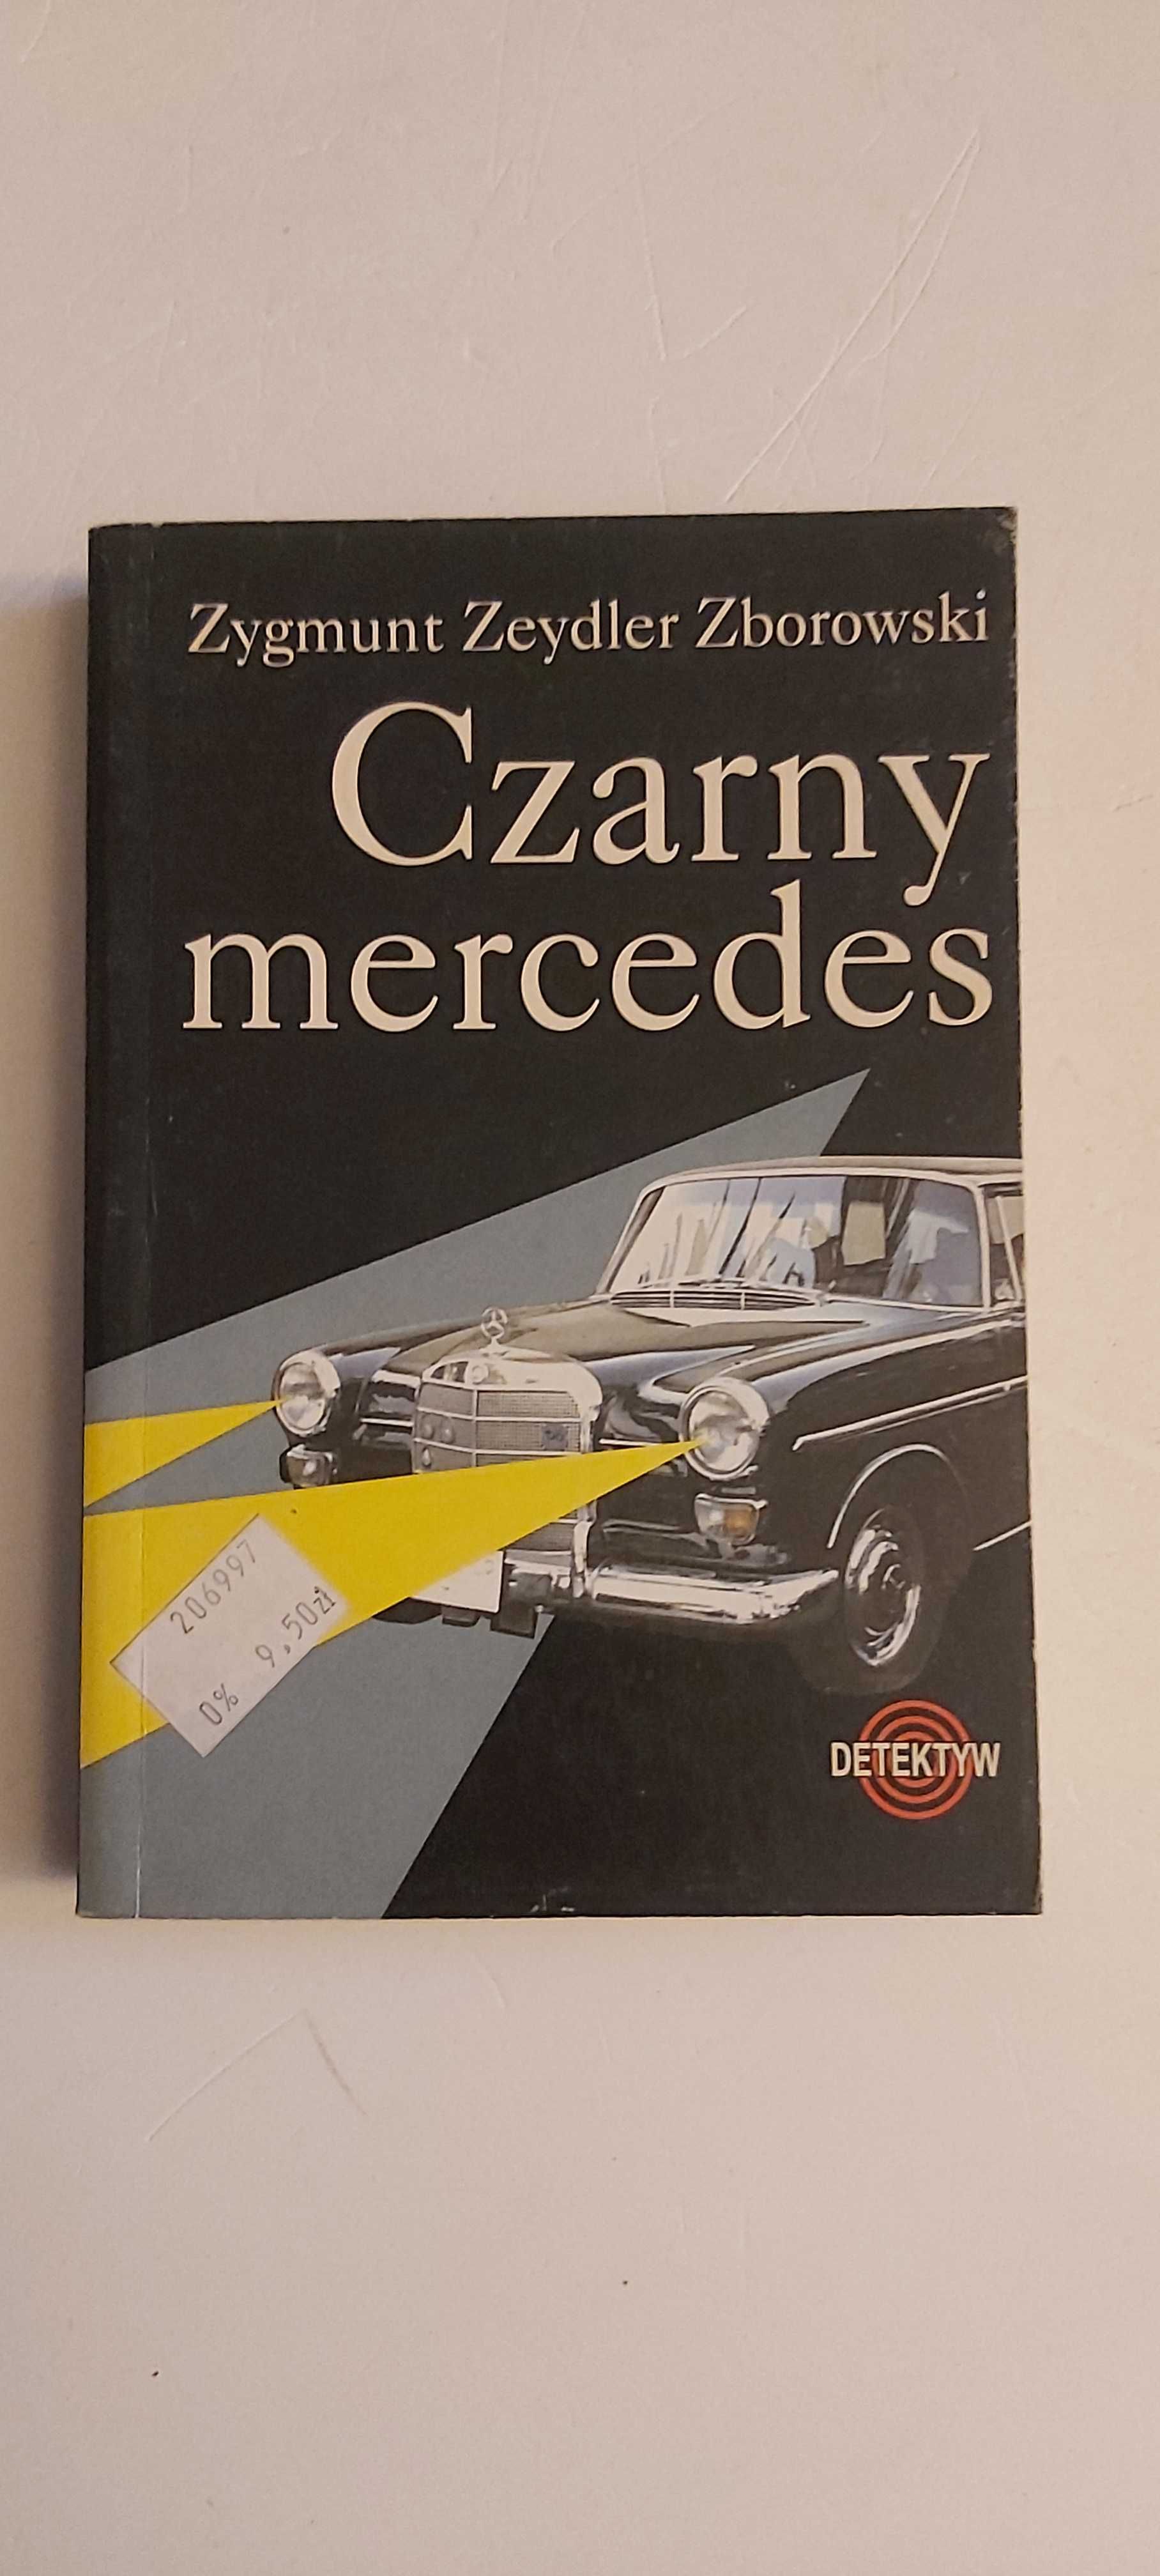 Zygmunt Zeydler Zborowski
Czarny
mercedes
206997
9,50zł
0%
DETEKTYW